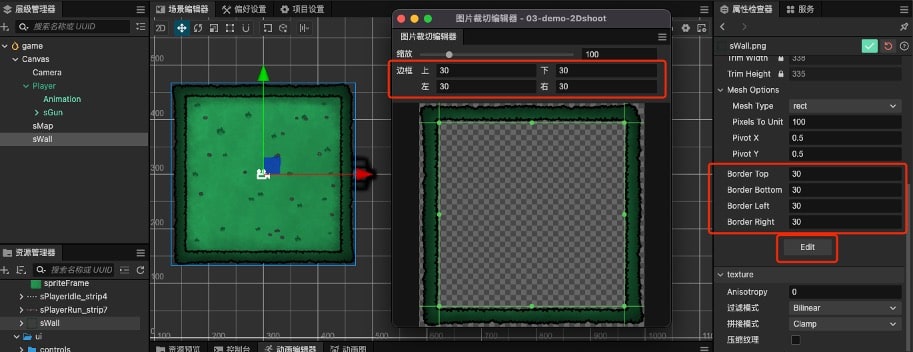 层级管理器
搜索名称或 UUID
game
Canvas
Camera
Player
Animation
sGun
sMap
sWall
资源管理器
搜索名称或 UUID
spriteFrame
sPlayerIdle_strip4
sPlayerRun_strip7
sWall
ui
controls
场景编辑器 偏好设置 项目设置
2D
500
400
300
200
100
100 200 300 400 500 600 700 800 900 1000
资源预览 控制台 动画编辑器 动画图
图片裁切编辑器 - 03-demo-2Dshoot
图片裁切编辑器
缩放 100
边框 上 30 下 30
左 30 右 30
属性检查器 服务
sWall.png
Trim Width 338
Trim Height 335
Mesh Options
Mesh Type rect
Pixels To Unit 100
Pivot X 0.5
Pivot Y 0.5
Border Top 30
Border Bottom 30
Border Left 30
Border Right 30
Edit
texture
Anisotropy 0
过滤模式 Bilinear
拼接模式 Clamp
压缩纹理